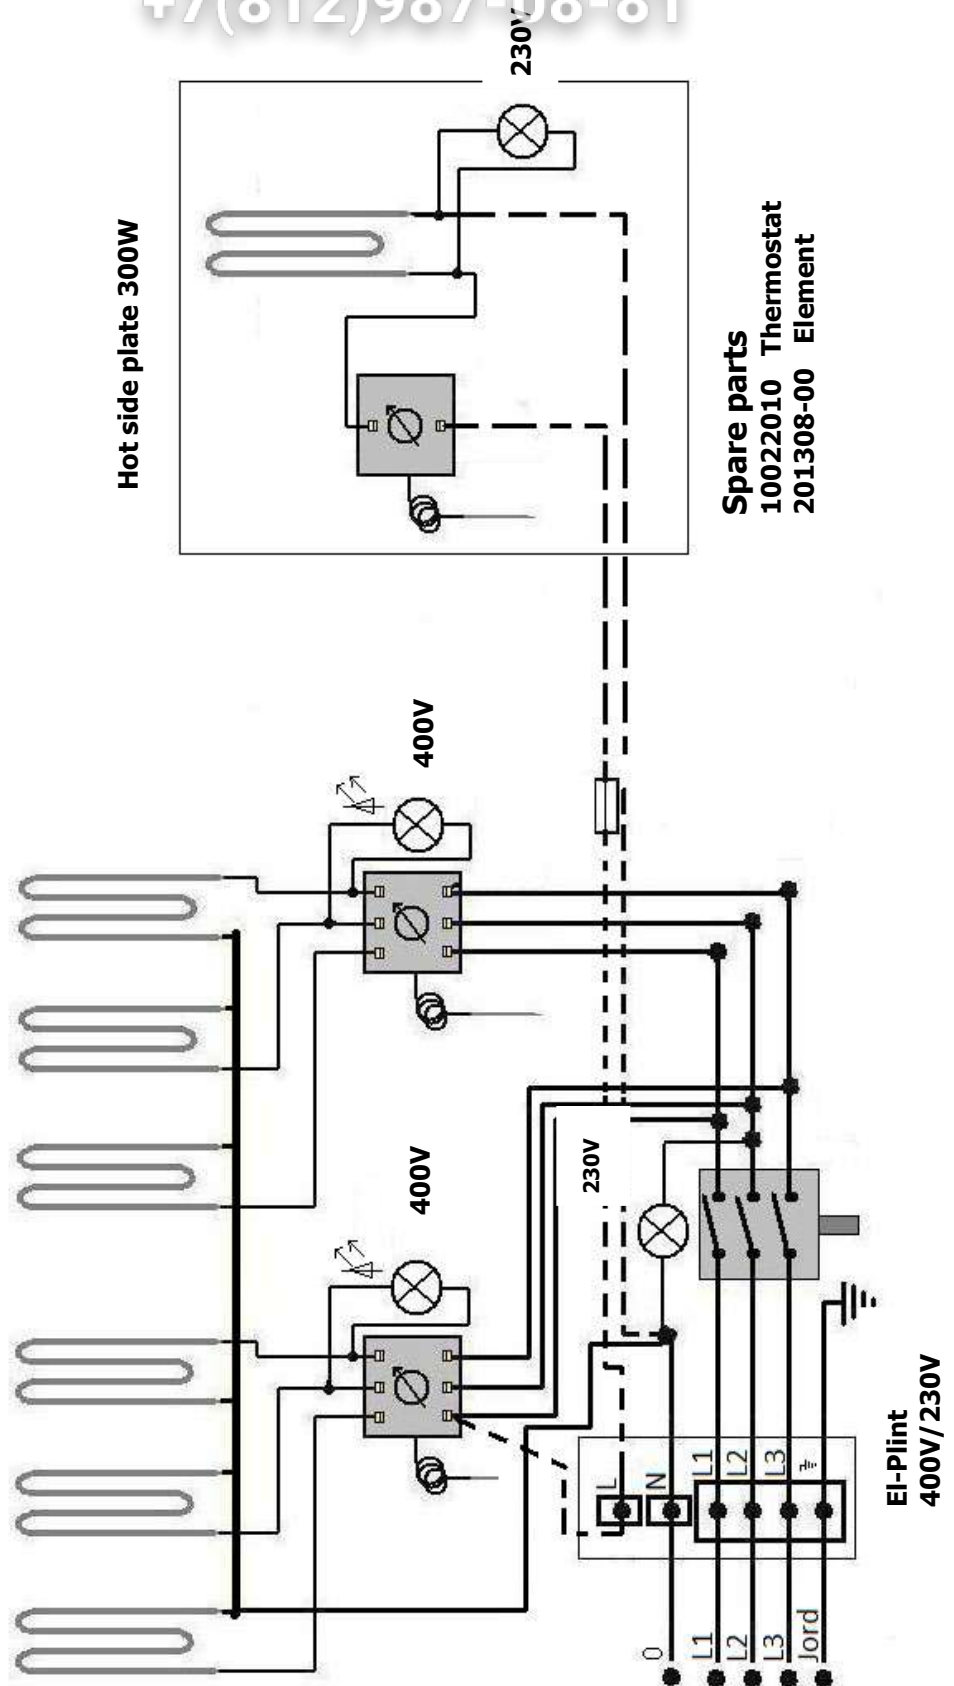 +7(812)987-08-81
230V
Hot side plate 300W
Spare parts
10022010 Thermostat
201308-00 Element
400V
400V
230V
L
N
L1
L2
L3
0
L1
L2
L3
Jord
El-Plint
400V/230V